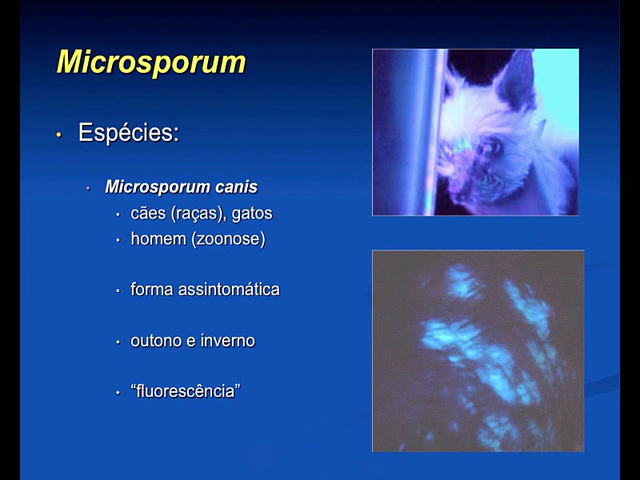 Microsporum
• Espécies:
• Microsporum canis
• cães (raças), gatos
• homem (zoonose)
• forma assintomática
• outono e inverno
• “fluorescência”